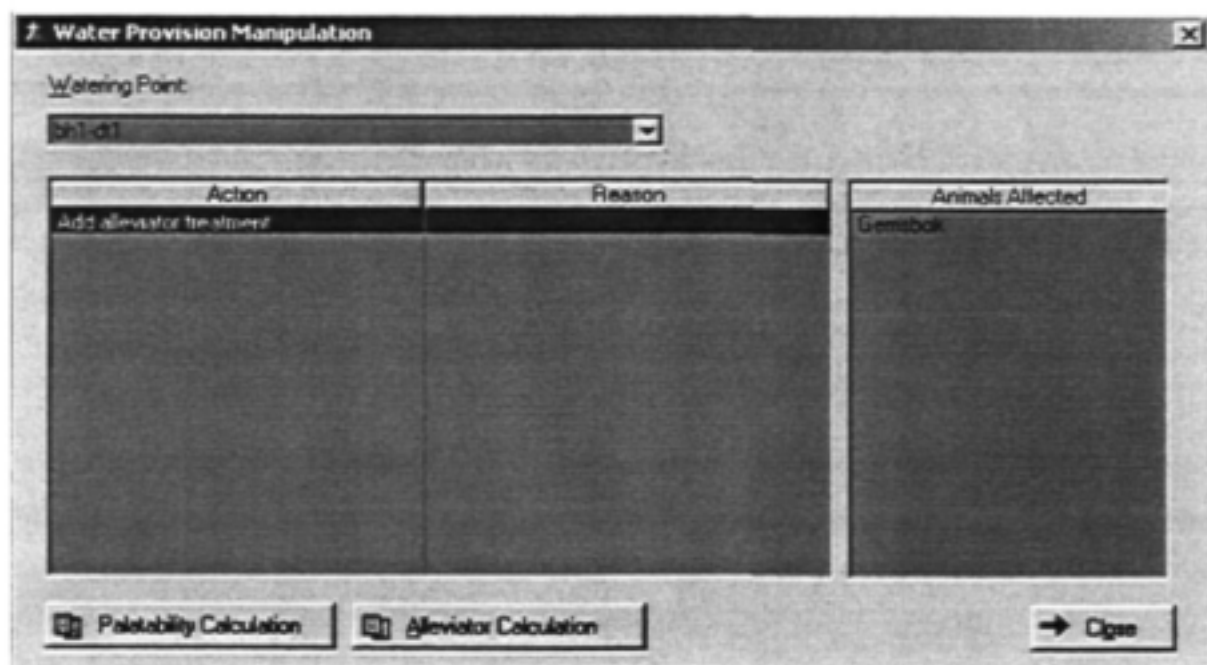 Water Provision Manipulation
Watering Point:
bh1-dt1
Action Reason Animals Affected
Add alleviator treatment Gemsbok
Palatability Calculation Alleviator Calculation Close